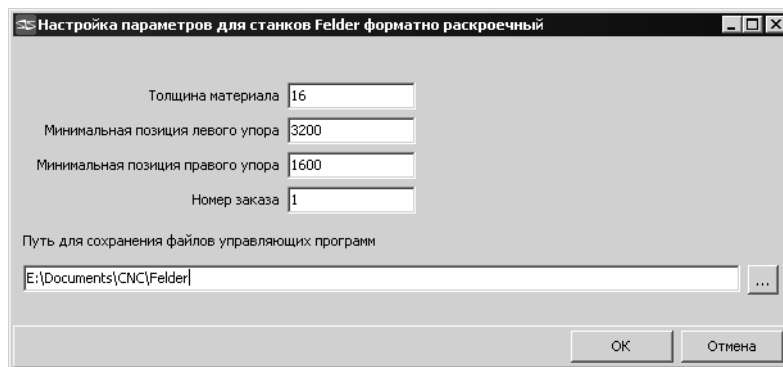 Настройка параметров для станков Felder форматно раскроечный
Толщина материала 16
Минимальная позиция левого упора 3200
Минимальная позиция правого упора 1600
Номер заказа 1
Путь для сохранения файлов управляющих программ
E:\Documents\CNC\Felder
...
ОК Отмена